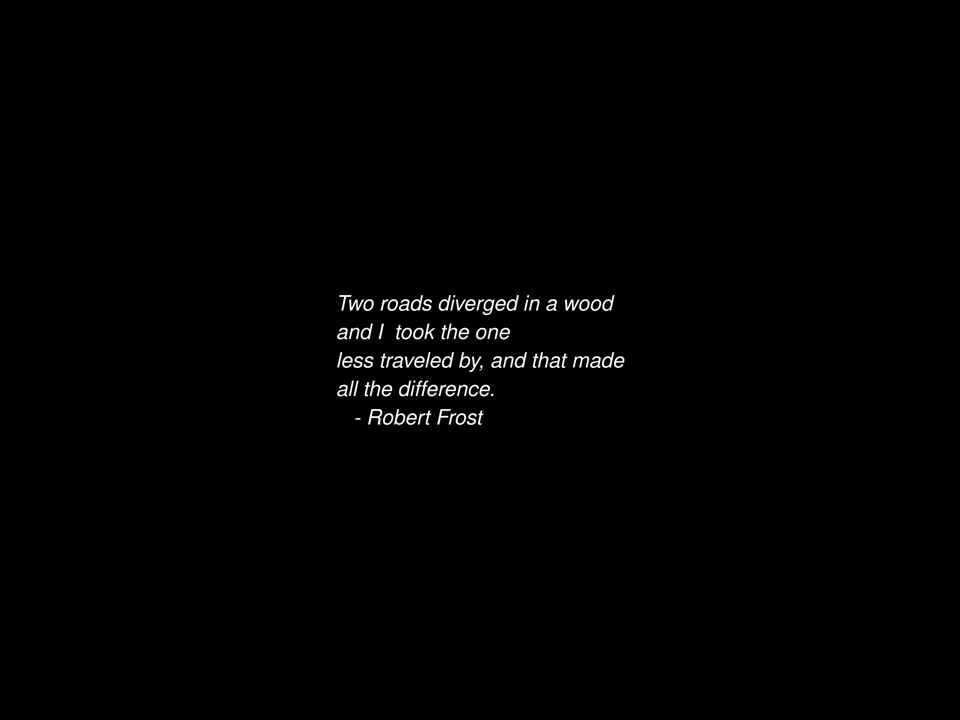 Two roads diverged in a wood
and I  took the one
less traveled by, and that made
all the difference.
- Robert Frost